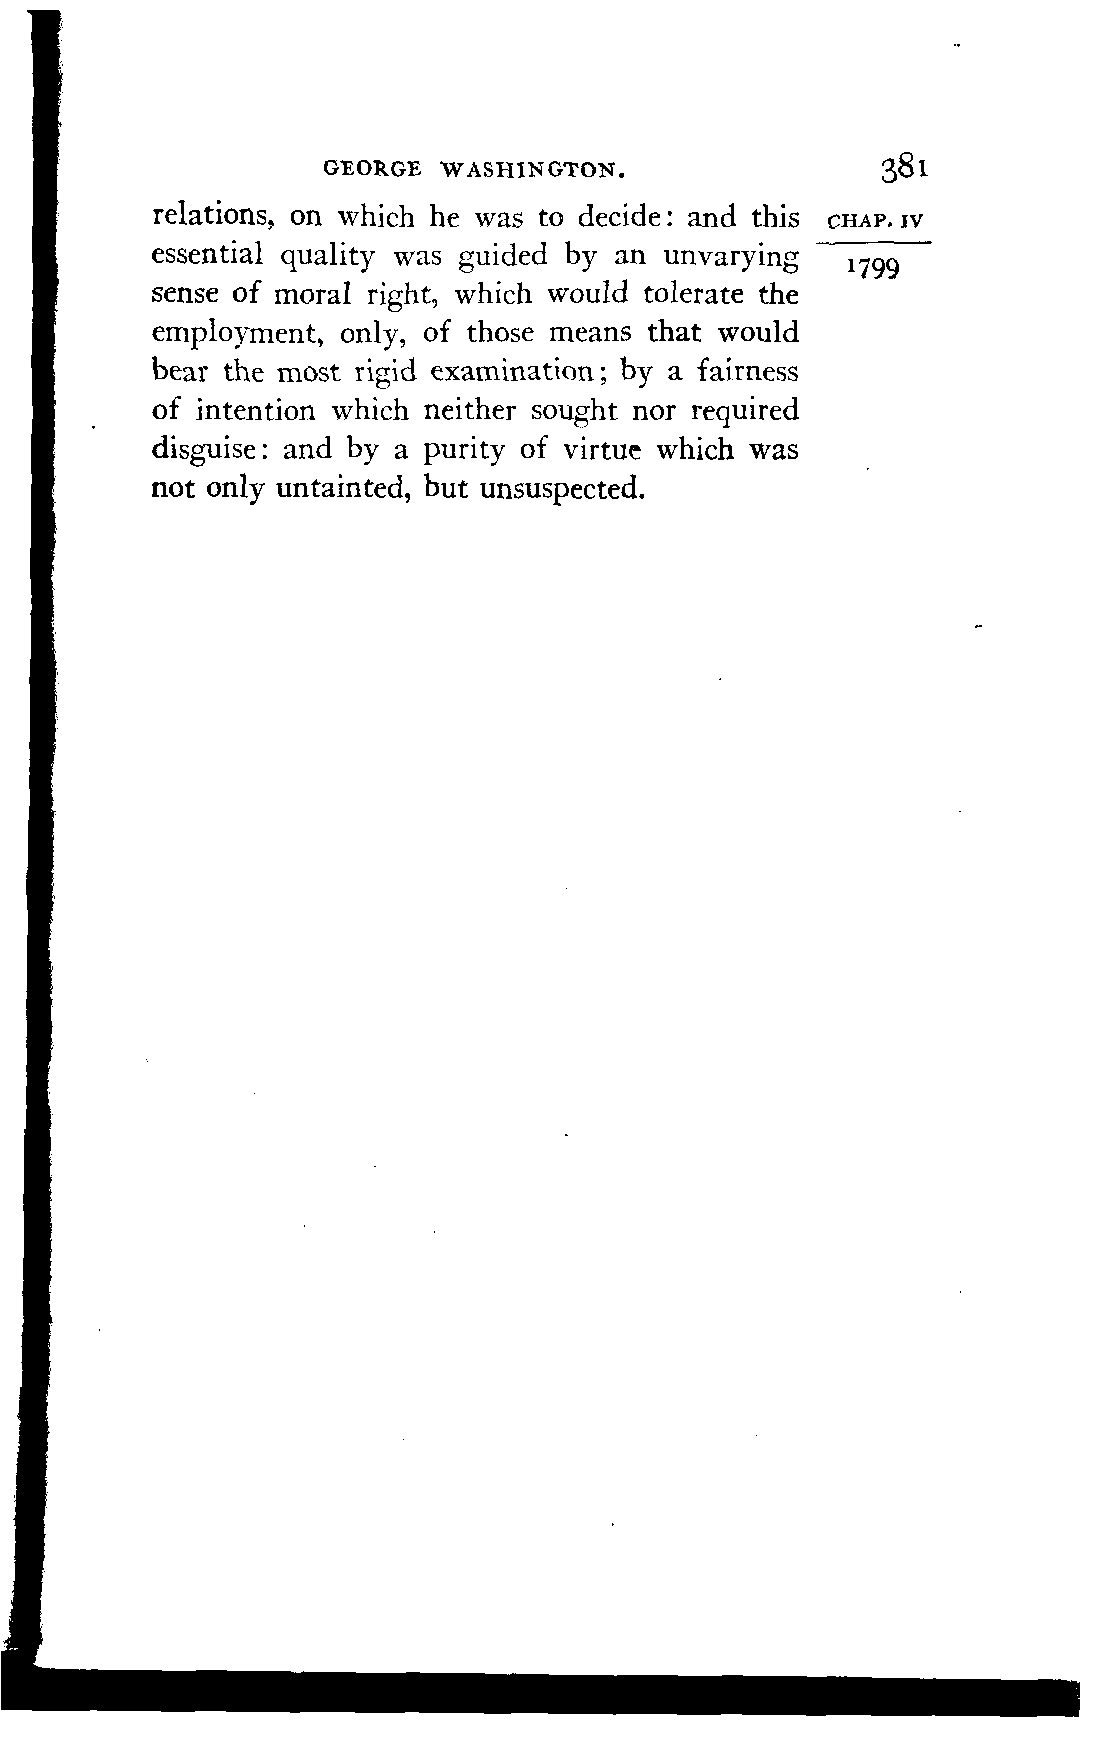 GEORGE WASHINGTON. 381
relations, on which he was to decide: and this CHAP. IV
essential quality was guided by an unvarying 1799
sense of moral right, which would tolerate the
employment, only, of those means that would
bear the most rigid examination; by a fairness
of intention which neither sought nor required
disguise: and by a purity of virtue which was
not only untainted, but unsuspected.